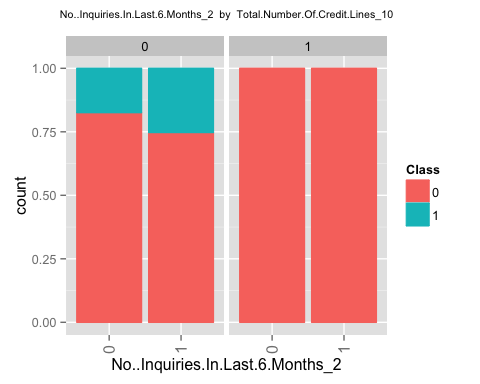 No..Inquiries.In.Last.6.Months_2 by Total.Number.Of.Credit.Lines_10
0 1
1.00
0.75
0.50
0.25
0.00
count
0 1 0 1
No..Inquiries.In.Last.6.Months_2
Class
0
1